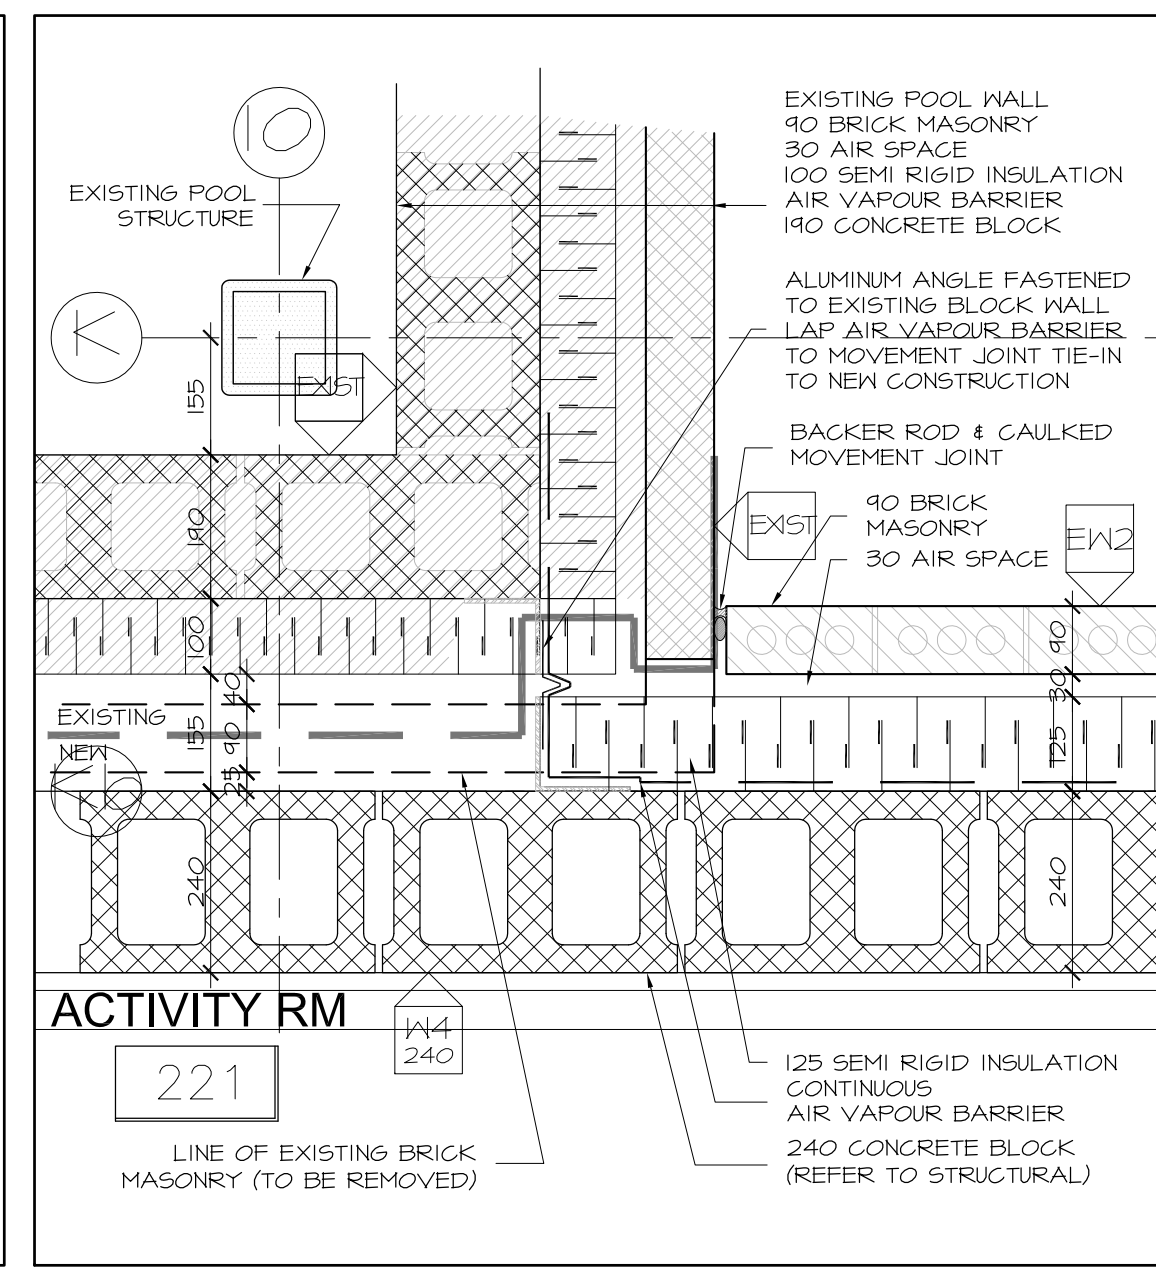 EXISTING POOL WALL
90 BRICK MASONRY
30 AIR SPACE
100 SEMI RIGID INSULATION
AIR VAPOUR BARRIER
190 CONCRETE BLOCK
10
EXISTING POOL
STRUCTURE
K
EXIST
155
ALUMINUM ANGLE FASTENED
TO EXISTING BLOCK WALL
LAP AIR VAPOUR BARRIER
TO MOVEMENT JOINT TIE-IN
TO NEW CONSTRUCTION
BACKER ROD & CAULKED
MOVEMENT JOINT
90 BRICK
MASONRY
30 AIR SPACE
EXIST
EW2
190
100
40
155
90
25
240
90
30
125
240
EXISTING
NEW
ACTIVITY RM
221
W4
240
LINE OF EXISTING BRICK
MASONRY (TO BE REMOVED)
125 SEMI RIGID INSULATION
CONTINUOUS
AIR VAPOUR BARRIER
240 CONCRETE BLOCK
(REFER TO STRUCTURAL)